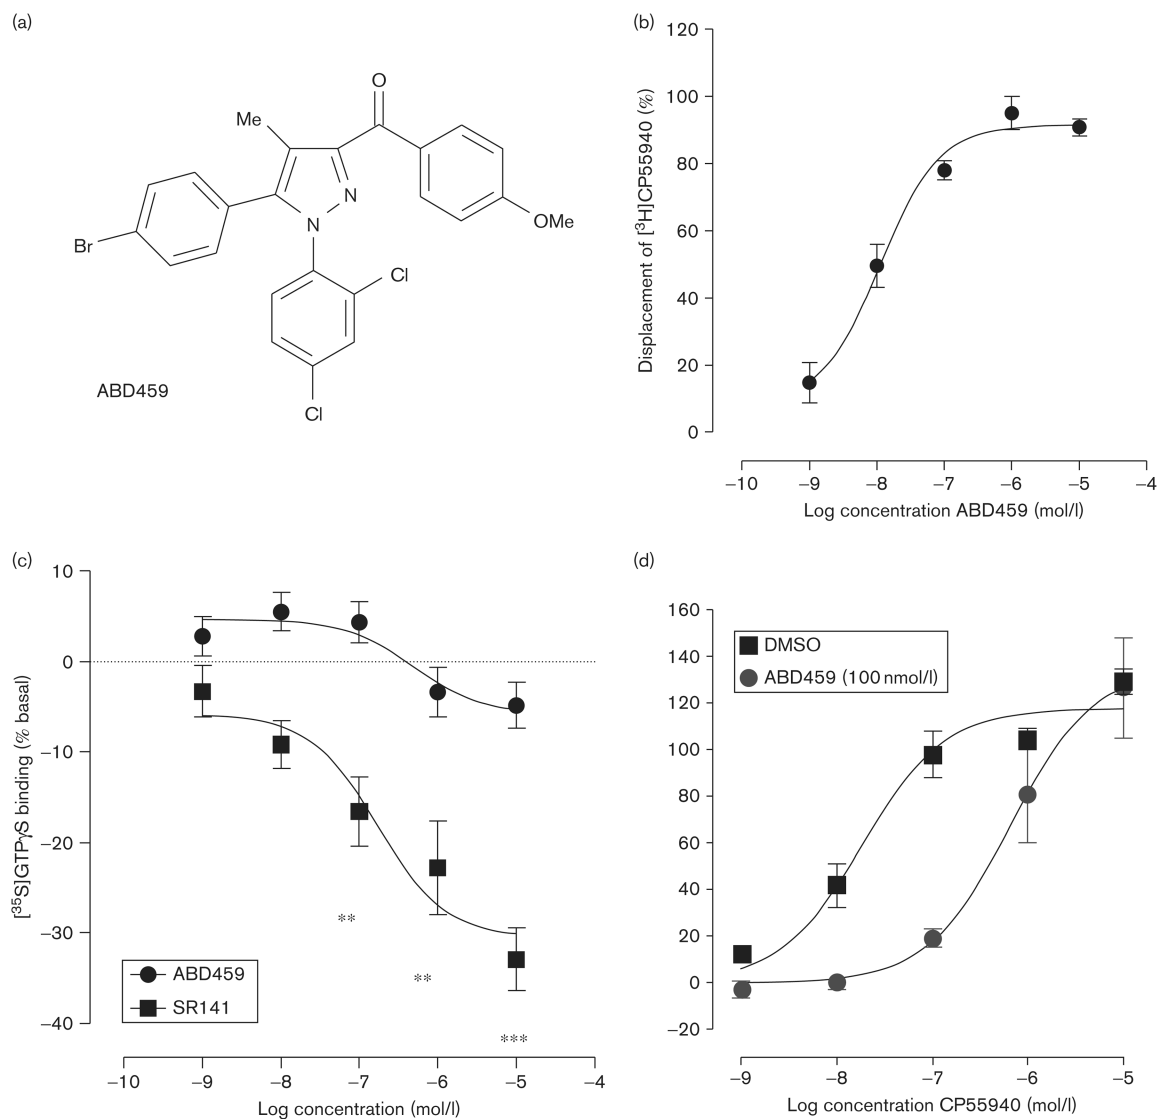 (a)
O
Me
N
N
OMe
Br
Cl
Cl
ABD459
(b)
Displacement of [³H]CP55940 (%)
120
100
80
60
40
20
0
−10 −9 −8 −7 −6 −5 −4
Log concentration ABD459 (mol/l)
(c)
[³⁵S]GTPγS binding (% basal)
10
0
−10
−20
−30
−40
**
**
***
ABD459
SR141
−10 −9 −8 −7 −6 −5 −4
Log concentration (mol/l)
(d)
160
140
120
100
80
60
40
20
0
−20
DMSO
ABD459 (100 nmol/l)
−9 −8 −7 −6 −5
Log concentration CP55940 (mol/l)